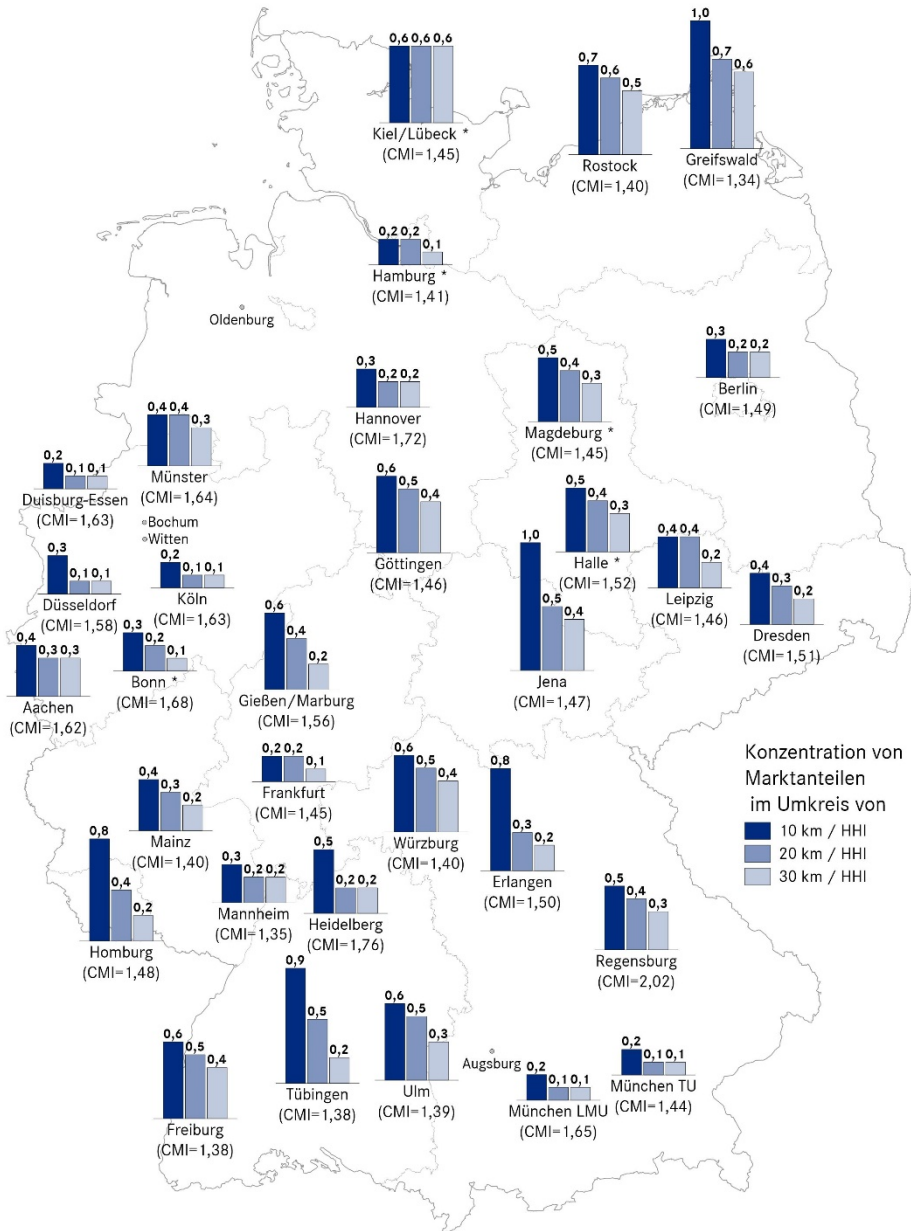 0,6 0,6 0,6
Kiel/Lübeck *
(CMI=1,45)
0,7 0,6 0,5
Rostock
(CMI=1,40)
1,0 0,7 0,6
Greifswald
(CMI=1,34)
0,2 0,2 0,1
Hamburg *
(CMI=1,41)
Oldenburg
0,3 0,2 0,2
Hannover
(CMI=1,72)
0,5 0,4 0,3
Magdeburg *
(CMI=1,45)
0,3 0,2 0,2
Berlin
(CMI=1,49)
0,4 0,4 0,3
Münster
(CMI=1,64)
0,2 0,1 0,1
Duisburg-Essen
(CMI=1,63)
Bochum
Witten
0,6 0,5 0,4
Göttingen
(CMI=1,46)
0,5 0,4 0,3
Halle *
(CMI=1,52)
0,4 0,4 0,2
Leipzig
(CMI=1,46)
0,4 0,3 0,2
Dresden
(CMI=1,51)
0,3 0,1 0,1
Düsseldorf
(CMI=1,58)
0,2 0,1 0,1
Köln
(CMI=1,63)
1,0 0,5 0,4
Jena
(CMI=1,47)
0,4 0,3 0,3
Aachen
(CMI=1,62)
0,3 0,2 0,1
Bonn *
(CMI=1,68)
0,6 0,4 0,2
Gießen/Marburg
(CMI=1,56)
0,2 0,2 0,1
Frankfurt
(CMI=1,45)
0,6 0,5 0,4
Würzburg
(CMI=1,40)
0,8 0,3 0,2
Erlangen
(CMI=1,50)
Konzentration von
Marktanteilen
im Umkreis von
10 km / HHI
20 km / HHI
30 km / HHI
0,4 0,3 0,2
Mainz
(CMI=1,40)
0,8 0,4 0,2
Homburg
(CMI=1,48)
0,3 0,2 0,2
Mannheim
(CMI=1,35)
0,5 0,2 0,2
Heidelberg
(CMI=1,76)
0,5 0,4 0,3
Regensburg
(CMI=2,02)
0,9 0,5 0,2
Tübingen
(CMI=1,38)
0,6 0,5 0,3
Ulm
(CMI=1,39)
Augsburg
0,6 0,5 0,4
Freiburg
(CMI=1,38)
0,2 0,1 0,1
München LMU
(CMI=1,65)
0,2 0,1 0,1
München TU
(CMI=1,44)